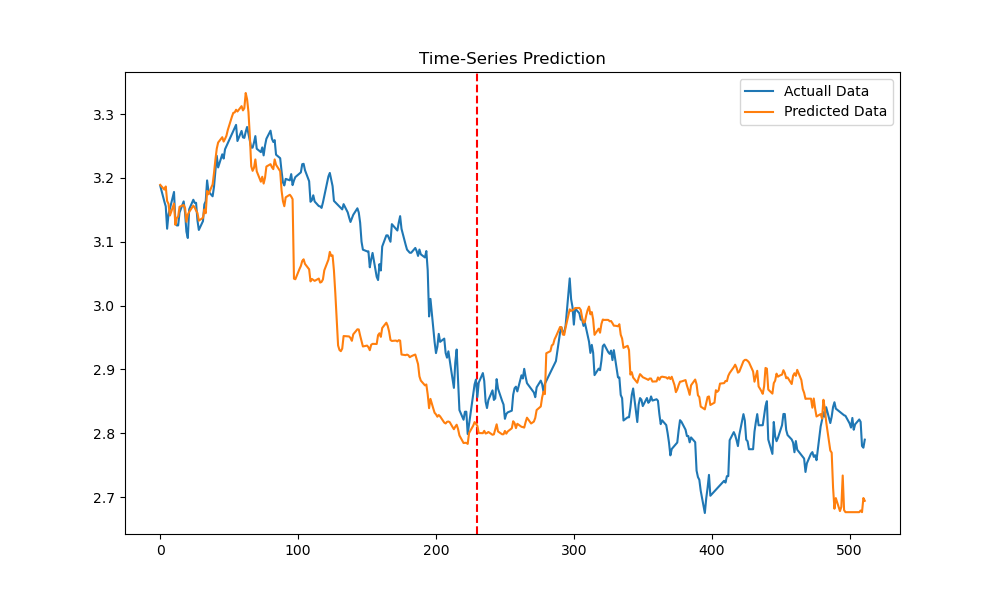 Time-Series Prediction
Actuall Data
Predicted Data
3.3
3.2
3.1
3.0
2.9
2.8
2.7
0 100 200 300 400 500